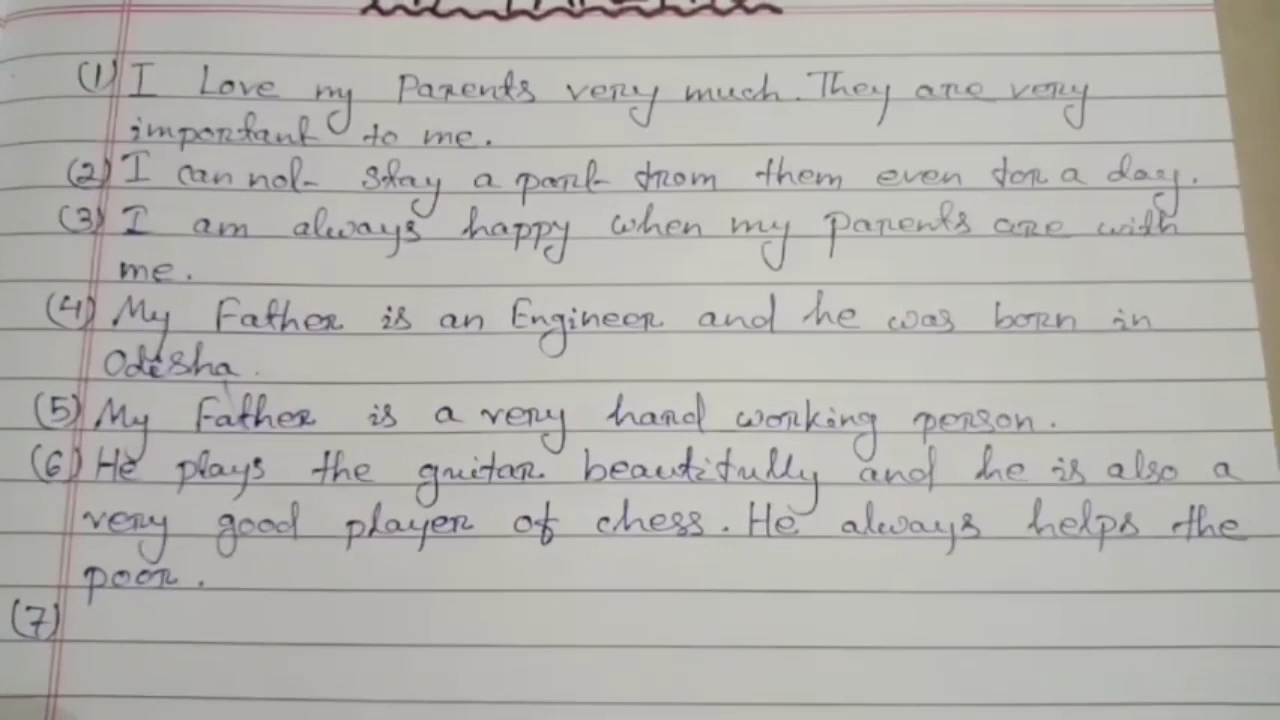 (1) I Love my Parents very much. They are very
important to me.
(2) I can not stay a part from them even for a day.
(3) I am always happy when my parents are with
me.
(4) My Father is an Engineer and he was born in
Odisha.
(5) My Father is a very hard working person.
(6) He plays the guitar beautifully and he is also a
very good player of chess. He always helps the
poor.
(7)